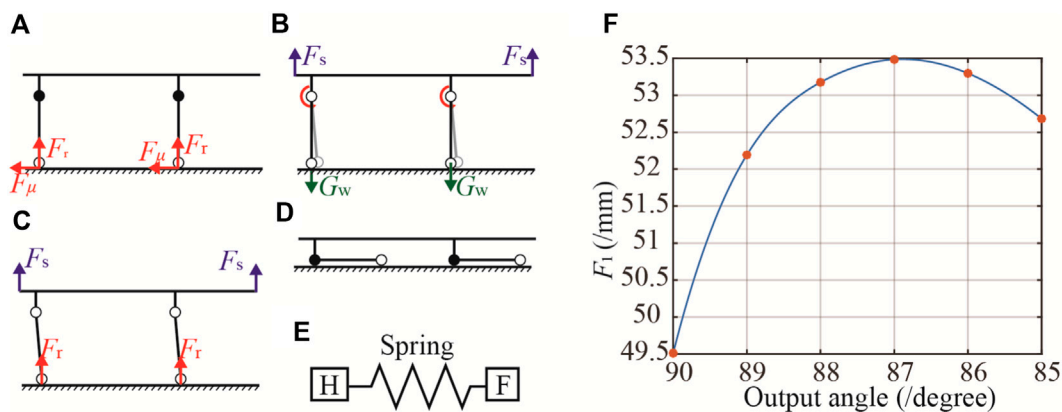 A
Fr
Fμ
Fr
Fμ
B
Fs
Fs
Gw
Gw
C
Fs
Fs
Fr
Fr
D
E
Spring
H
F
F
53.5
53
52.5
52
51.5
51
50.5
50
49.5
F1 (/mm)
90
89
88
87
86
85
Output angle (/degree)